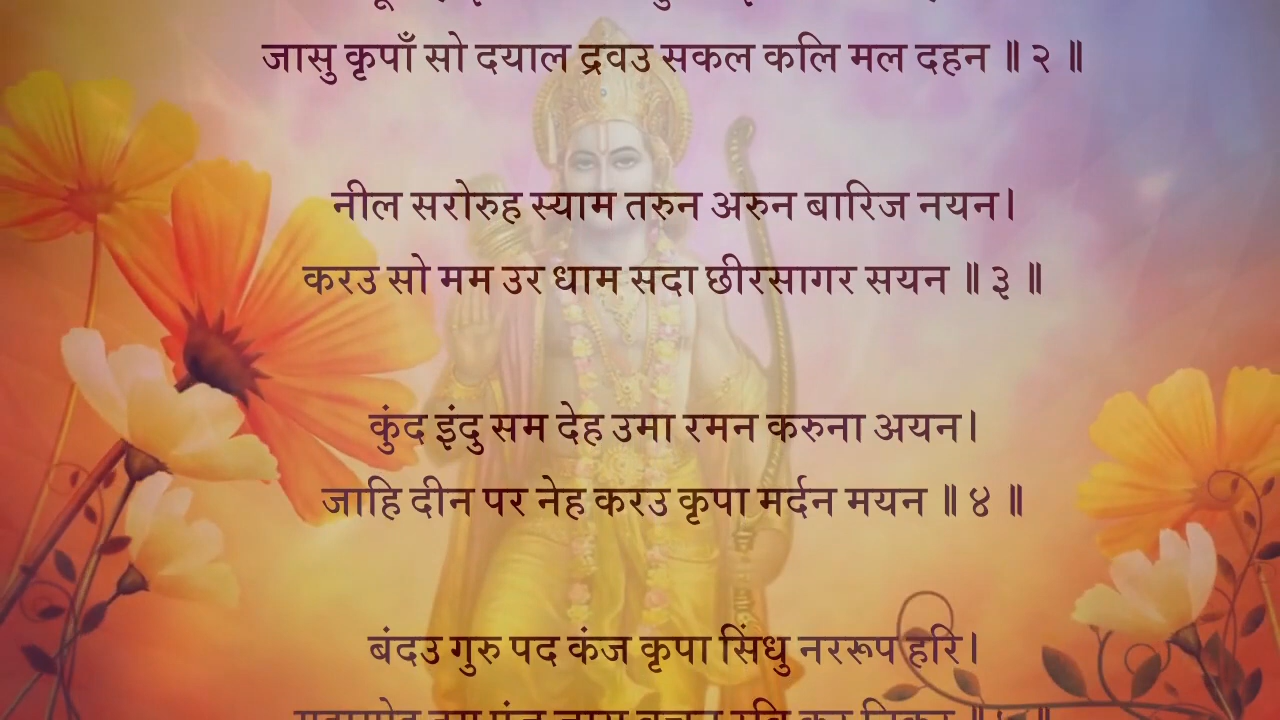 जासु कृपाँ सो दयाल द्रवउ सकल कलि मल दहन ॥ २ ॥
नील सरोरुह स्याम तरुन अरुन बारिज नयन।
करउ सो मम उर धाम सदा छीरसागर सयन ॥ ३ ॥
कुंद इंदु सम देह उमा रमन करुना अयन।
जाहि दीन पर नेह करउ कृपा मर्दन मयन ॥ ४ ॥
बंदउ गुरु पद कंज कृपा सिंधु नररूप हरि।